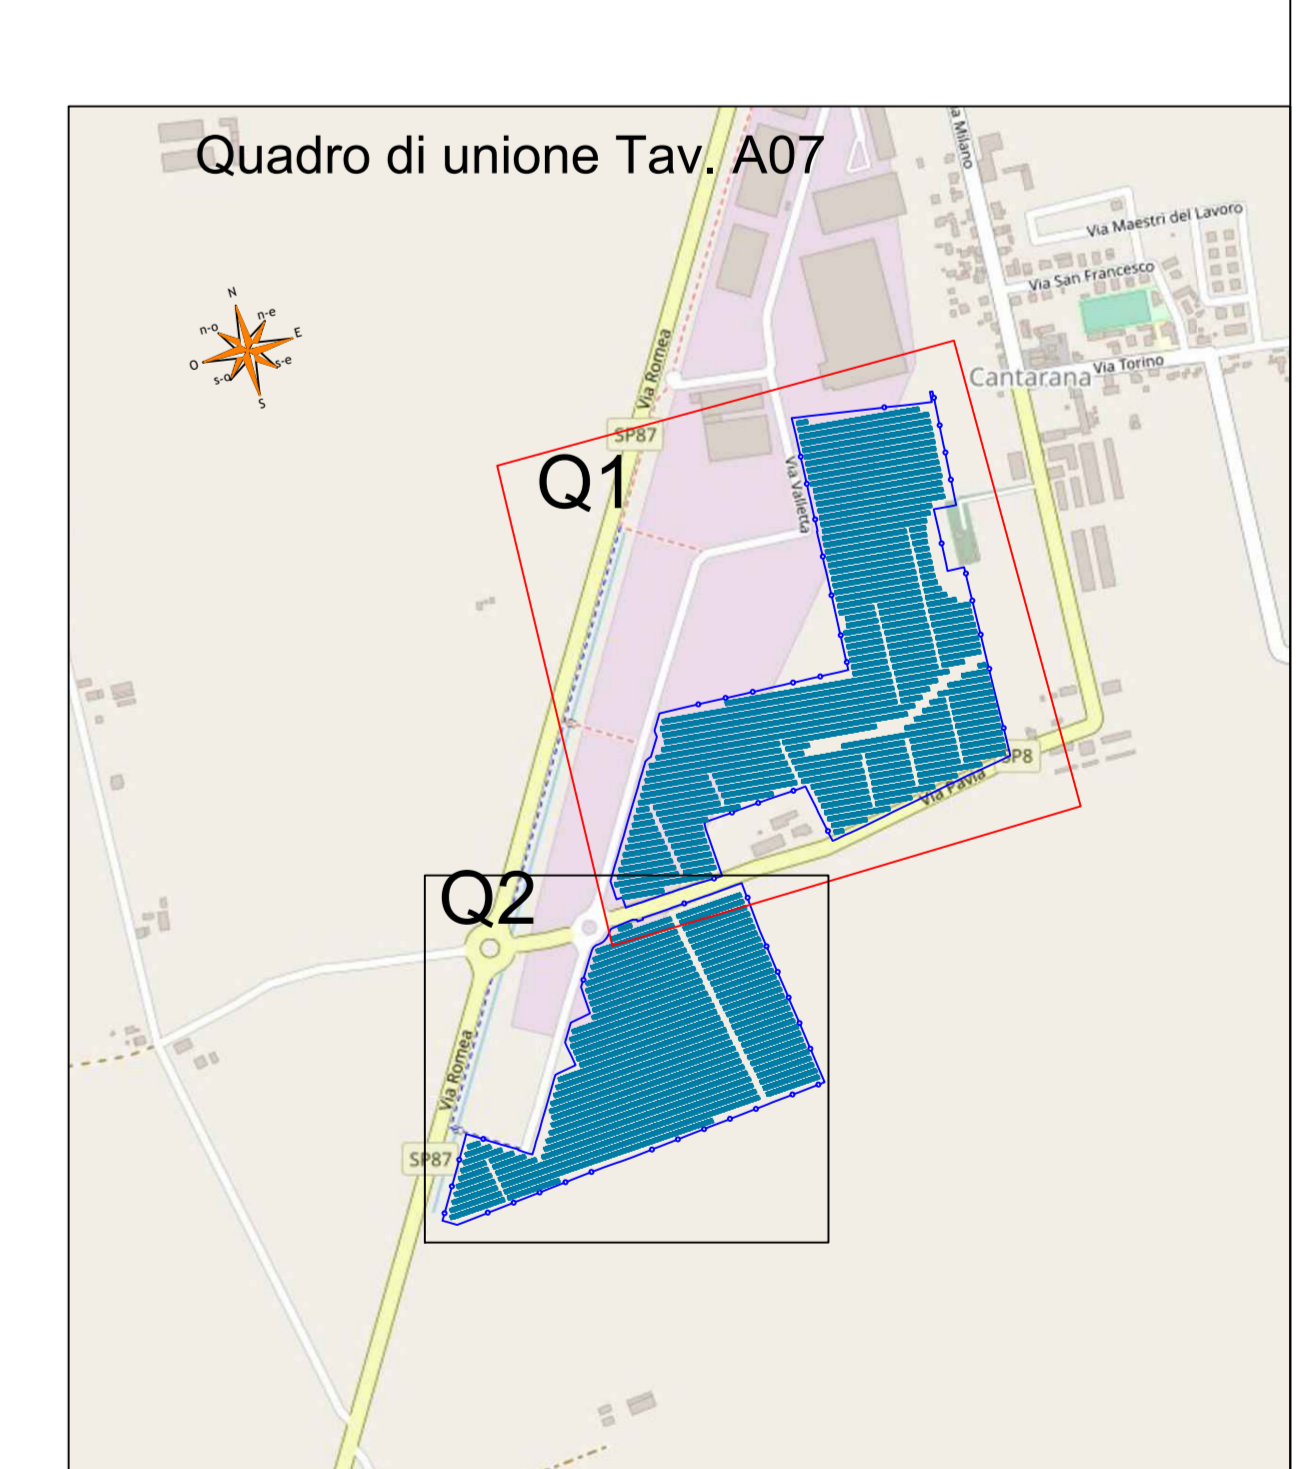 Quadro di unione Tav. A07
a Milano
Via Maestri del Lavoro
Via San Francesco
N
n-o
n-e
E
O
s-e
s-o
S
Via Romea
Cantarana
Via Torino
SP87
Q1
Via Valletta
SP8
Via Pavia
Q2
Via Romea
SP87